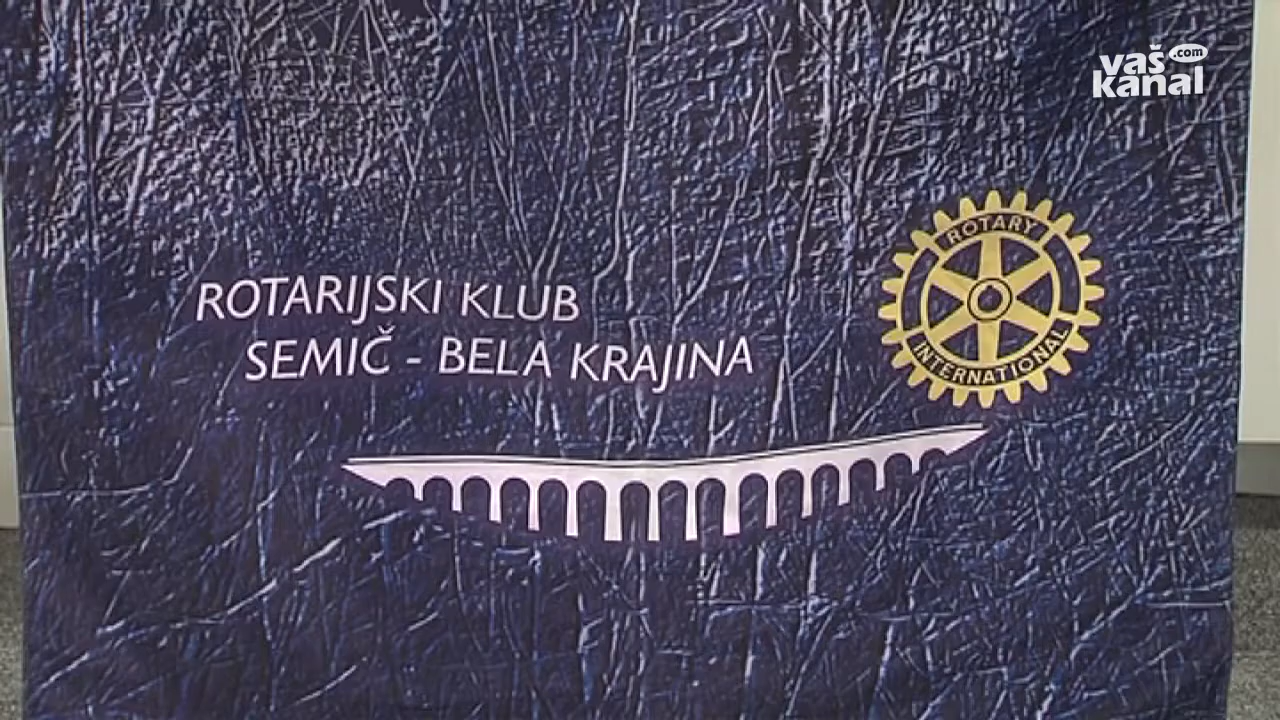 vaš.com
kanal
ROTARY
INTERNATIONAL
ROTARIJSKI KLUB
SEMIČ - BELA KRAJINA